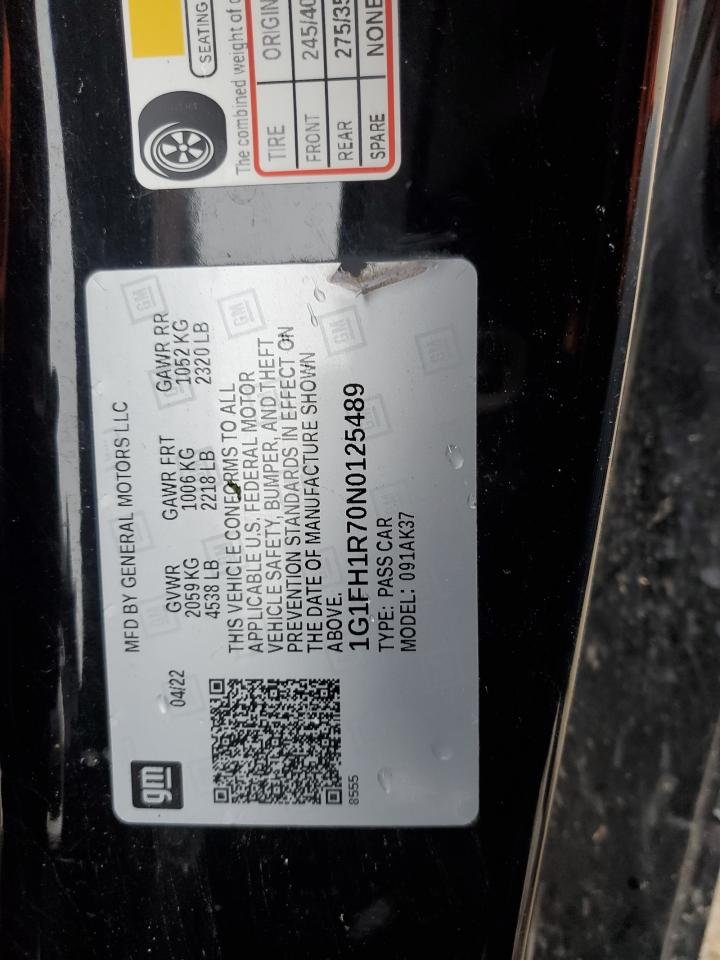 gm
MFD BY GENERAL MOTORS LLC
04/22
GVWR GAWR FRT GAWR RR
2059 KG 1006 KG 1052 KG
4538 LB 2218 LB 2320 LB
THIS VEHICLE CONFORMS TO ALL
APPLICABLE U.S. FEDERAL MOTOR
VEHICLE SAFETY, BUMPER, AND THEFT
PREVENTION STANDARDS IN EFFECT ON
THE DATE OF MANUFACTURE SHOWN
ABOVE.
1G1FH1R70N0125489
TYPE: PASS CAR
MODEL: 091AK37
8555
SEATING
The combined weight of
TIRE ORIGIN
FRONT 245/40
REAR 275/35
SPARE NONE